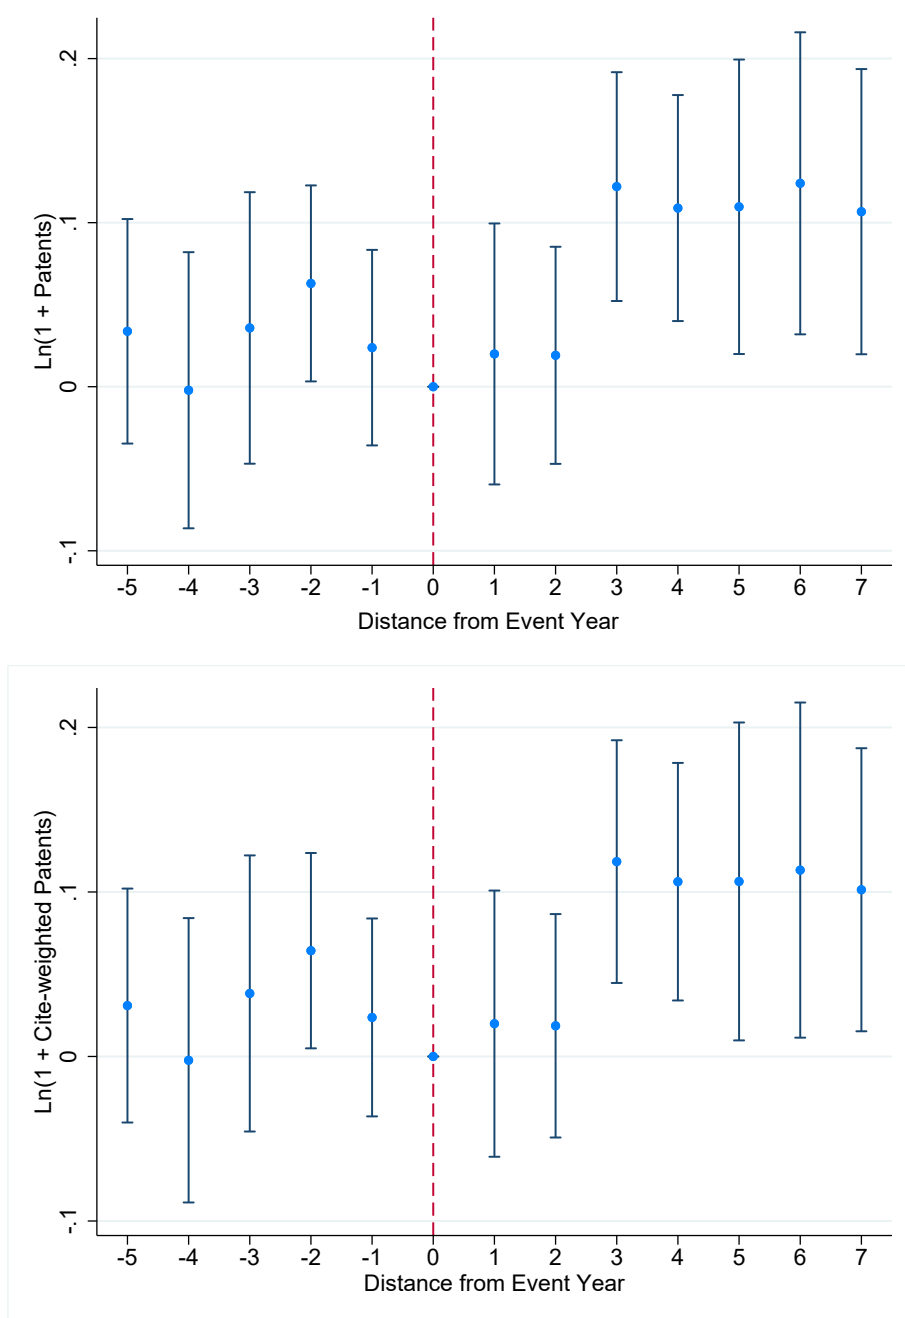 Ln(1 + Patents)
.2
.1
0
-.1
-5 -4 -3 -2 -1 0 1 2 3 4 5 6 7
Distance from Event Year
Ln(1 + Cite-weighted Patents)
.2
.1
0
-.1
-5 -4 -3 -2 -1 0 1 2 3 4 5 6 7
Distance from Event Year